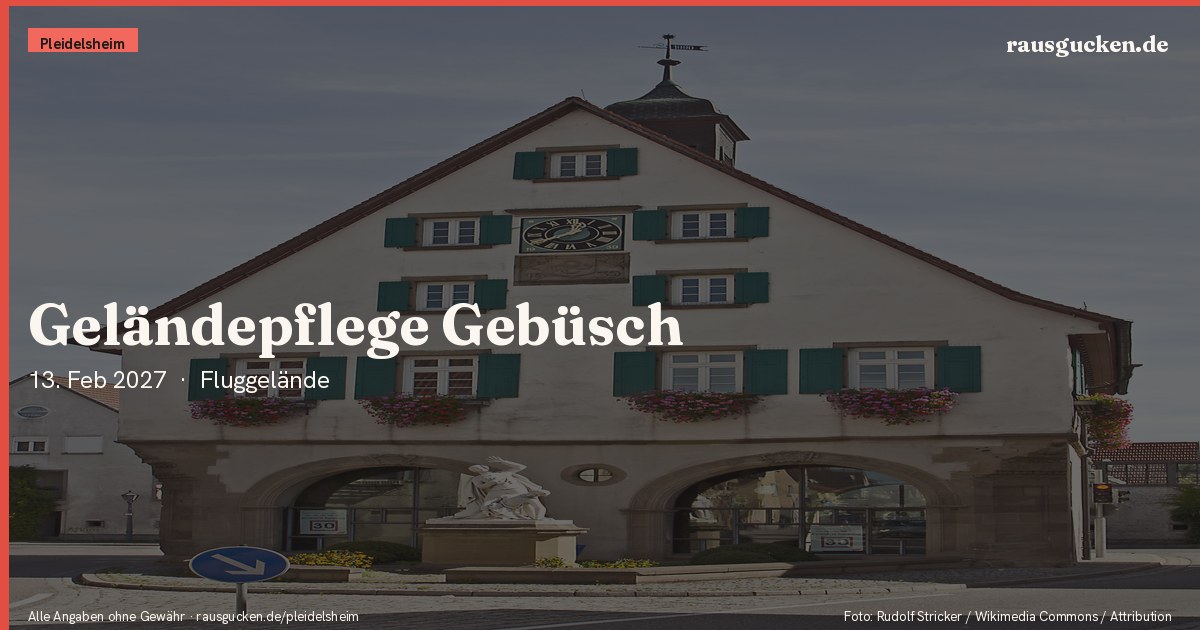 Pleidelsheim
rausgucken.de
Geländepflege Gebüsch
13. Feb 2027 · Fluggelände
30
Alle Angaben ohne Gewähr · rausgucken.de/pleidelsheim
Foto: Rudolf Stricker / Wikimedia Commons / Attribution